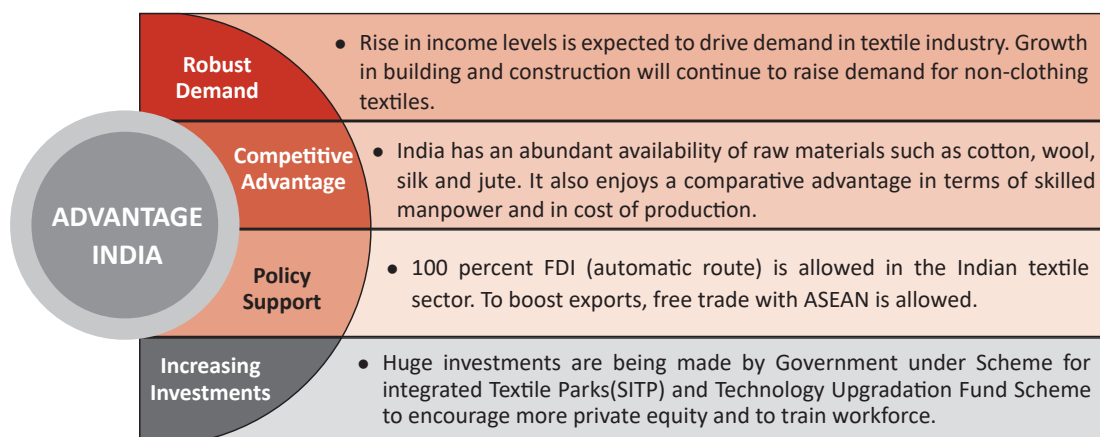 ADVANTAGE
INDIA
Robust
Demand
● Rise in income levels is expected to drive demand in textile industry. Growth
in building and construction will continue to raise demand for non-clothing
textiles.
Competitive
Advantage
● India has an abundant availability of raw materials such as cotton, wool,
silk and jute. It also enjoys a comparative advantage in terms of skilled
manpower and in cost of production.
Policy
Support
● 100 percent FDI (automatic route) is allowed in the Indian textile
sector. To boost exports, free trade with ASEAN is allowed.
Increasing
Investments
● Huge investments are being made by Government under Scheme for
integrated Textile Parks(SITP) and Technology Upgradation Fund Scheme
to encourage more private equity and to train workforce.